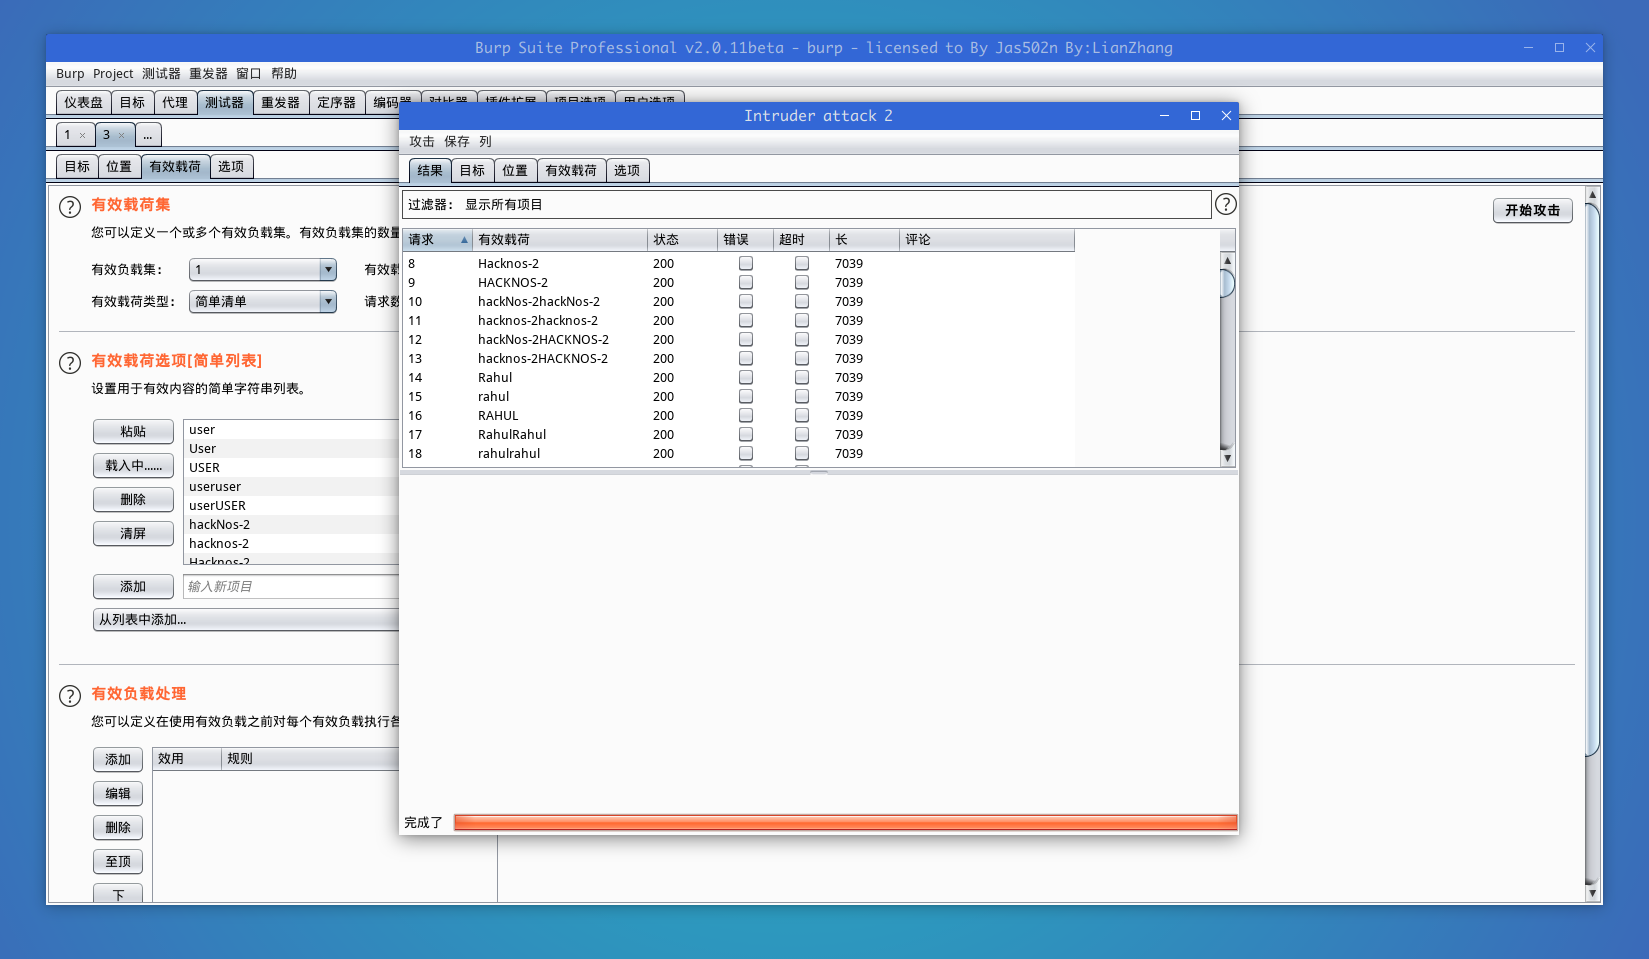 Burp Suite Professional v2.0.11beta - burp - licensed to By Jas502n By:LianZhang
Burp Project 测试器 重发器 窗口 帮助
仪表盘 目标 代理 测试器 重发器 定序器
1 × 3 × ...
目标 位置 有效载荷 选项
有效载荷集
您可以定义一个或多个有效负载集。有效负载集的数量
开始攻击
有效负载集: 1
有效载荷类型: 简单清单
有效载荷选项[简单列表]
设置用于有效内容的简单字符串列表。
粘贴
载入中......
删除
清屏
user
User
USER
useruser
userUSER
hackNos-2
hacknos-2
Hacknos-2
添加 输入新项目
从列表中添加...
有效负载处理
您可以定义在使用有效负载之前对每个有效负载执行各
添加
编辑
删除
至顶
下
效用 规则
Intruder attack 2
攻击 保存 列
结果 目标 位置 有效载荷 选项
过滤器: 显示所有项目
请求 有效载荷 状态 错误 超时 长 评论
8 Hacknos-2 200 7039
9 HACKNOS-2 200 7039
10 hackNos-2hackNos-2 200 7039
11 hacknos-2hacknos-2 200 7039
12 hackNos-2HACKNOS-2 200 7039
13 hacknos-2HACKNOS-2 200 7039
14 Rahul 200 7039
15 rahul 200 7039
16 RAHUL 200 7039
17 RahulRahul 200 7039
18 rahulrahul 200 7039
完成了